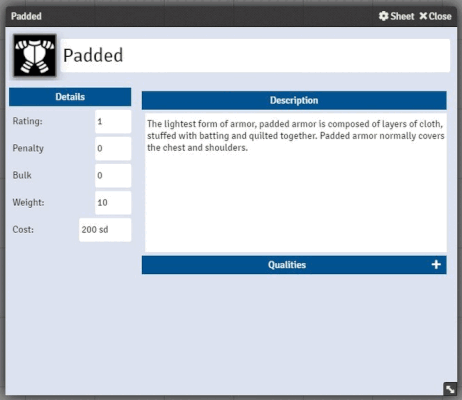 Padded
Sheet Close
Padded
Details
Rating: 1
Penalty 0
Bulk 0
Weight: 10
Cost: 200 sd
Description
The lightest form of armor, padded armor is composed of layers of cloth,
stuffed with batting and quilted together. Padded armor normally covers
the chest and shoulders.
Qualities +